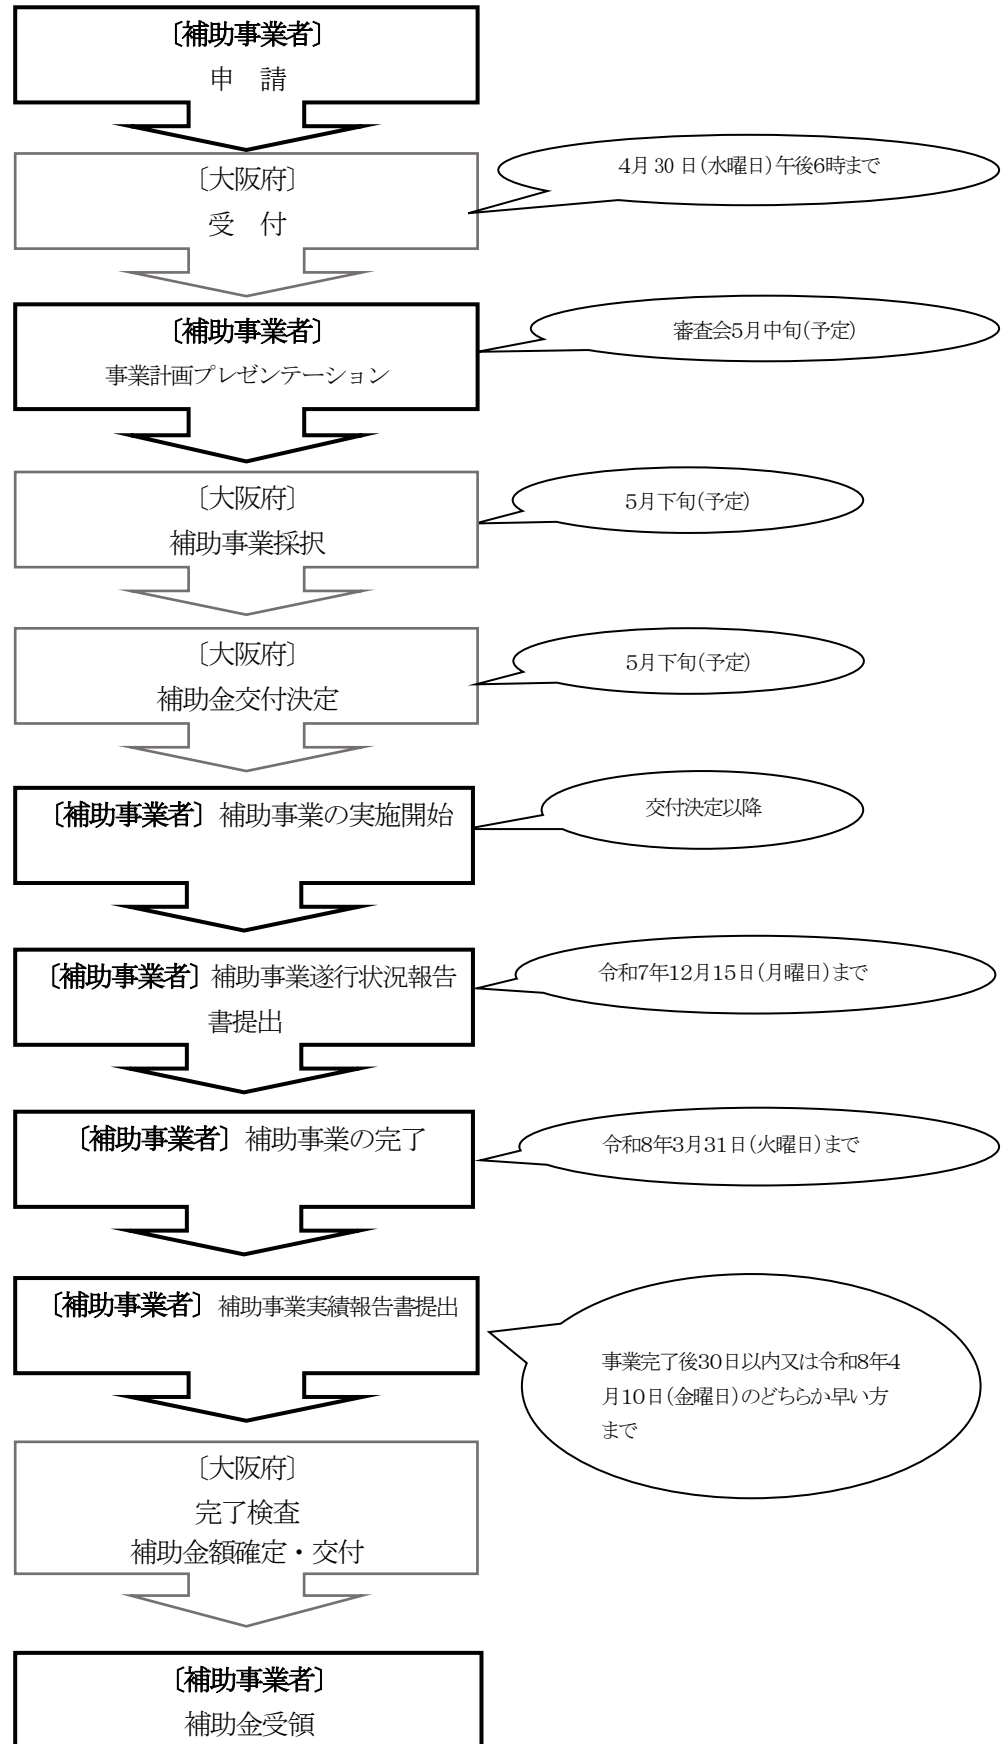 〔補助事業者〕
申　請
〔大阪府〕
受　付
4月30日(水曜日)午後6時まで
〔補助事業者〕
事業計画プレゼンテーション
審査会5月中旬(予定)
〔大阪府〕
補助事業採択
5月下旬(予定)
〔大阪府〕
補助金交付決定
5月下旬(予定)
〔補助事業者〕補助事業の実施開始
交付決定以降
〔補助事業者〕補助事業遂行状況報告
書提出
令和7年12月15日(月曜日)まで
〔補助事業者〕補助事業の完了
令和8年3月31日(火曜日)まで
〔補助事業者〕補助事業実績報告書提出
事業完了後30日以内又は令和8年4
月10日(金曜日)のどちらか早い方
まで
〔大阪府〕
完了検査
補助金額確定・交付
〔補助事業者〕
補助金受領